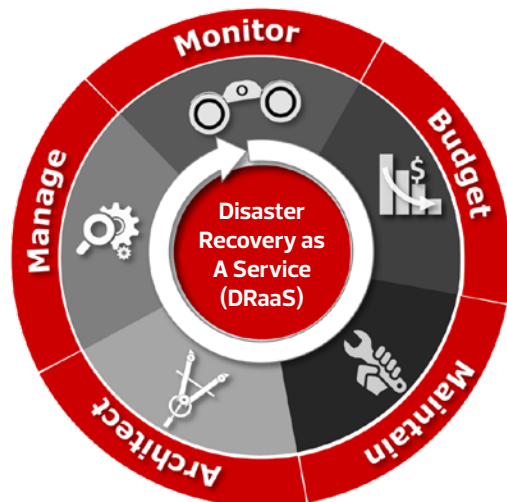 Monitor
Budget
Maintain
Architect
Manage
$
Disaster
Recovery as
A Service
(DRaaS)